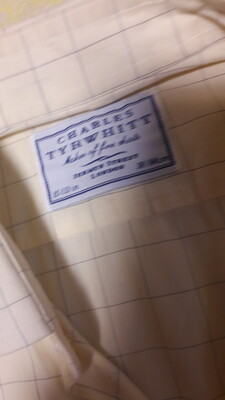 CHARLES
TYRWHITT
Maker of fine shirts
JERMYN STREET
LONDON